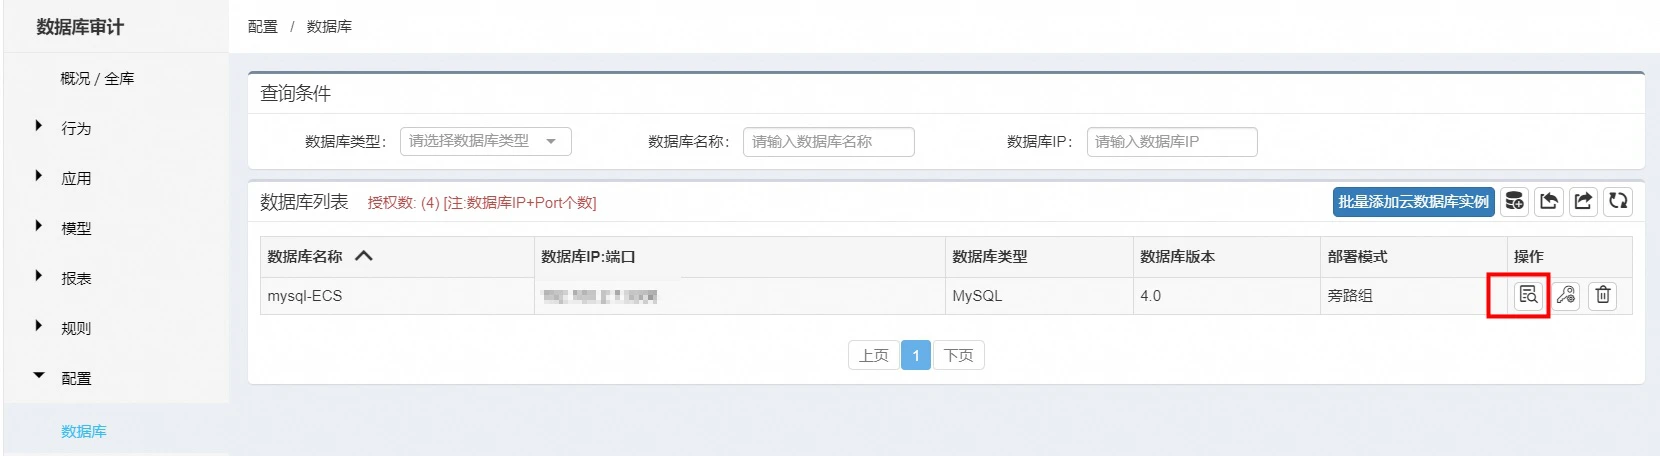 数据库审计
配置 / 数据库
概况 / 全库
行为
应用
模型
报表
规则
配置
数据库
查询条件
数据库类型: 请选择数据库类型 数据库名称: 请输入数据库名称 数据库IP: 请输入数据库IP
数据库列表 授权数: (4) [注:数据库IP+Port个数] 批量添加云数据库实例
数据库名称 数据库IP:端口 数据库类型 数据库版本 部署模式 操作
mysql-ECS MySQL 4.0 旁路组
上页 1 下页